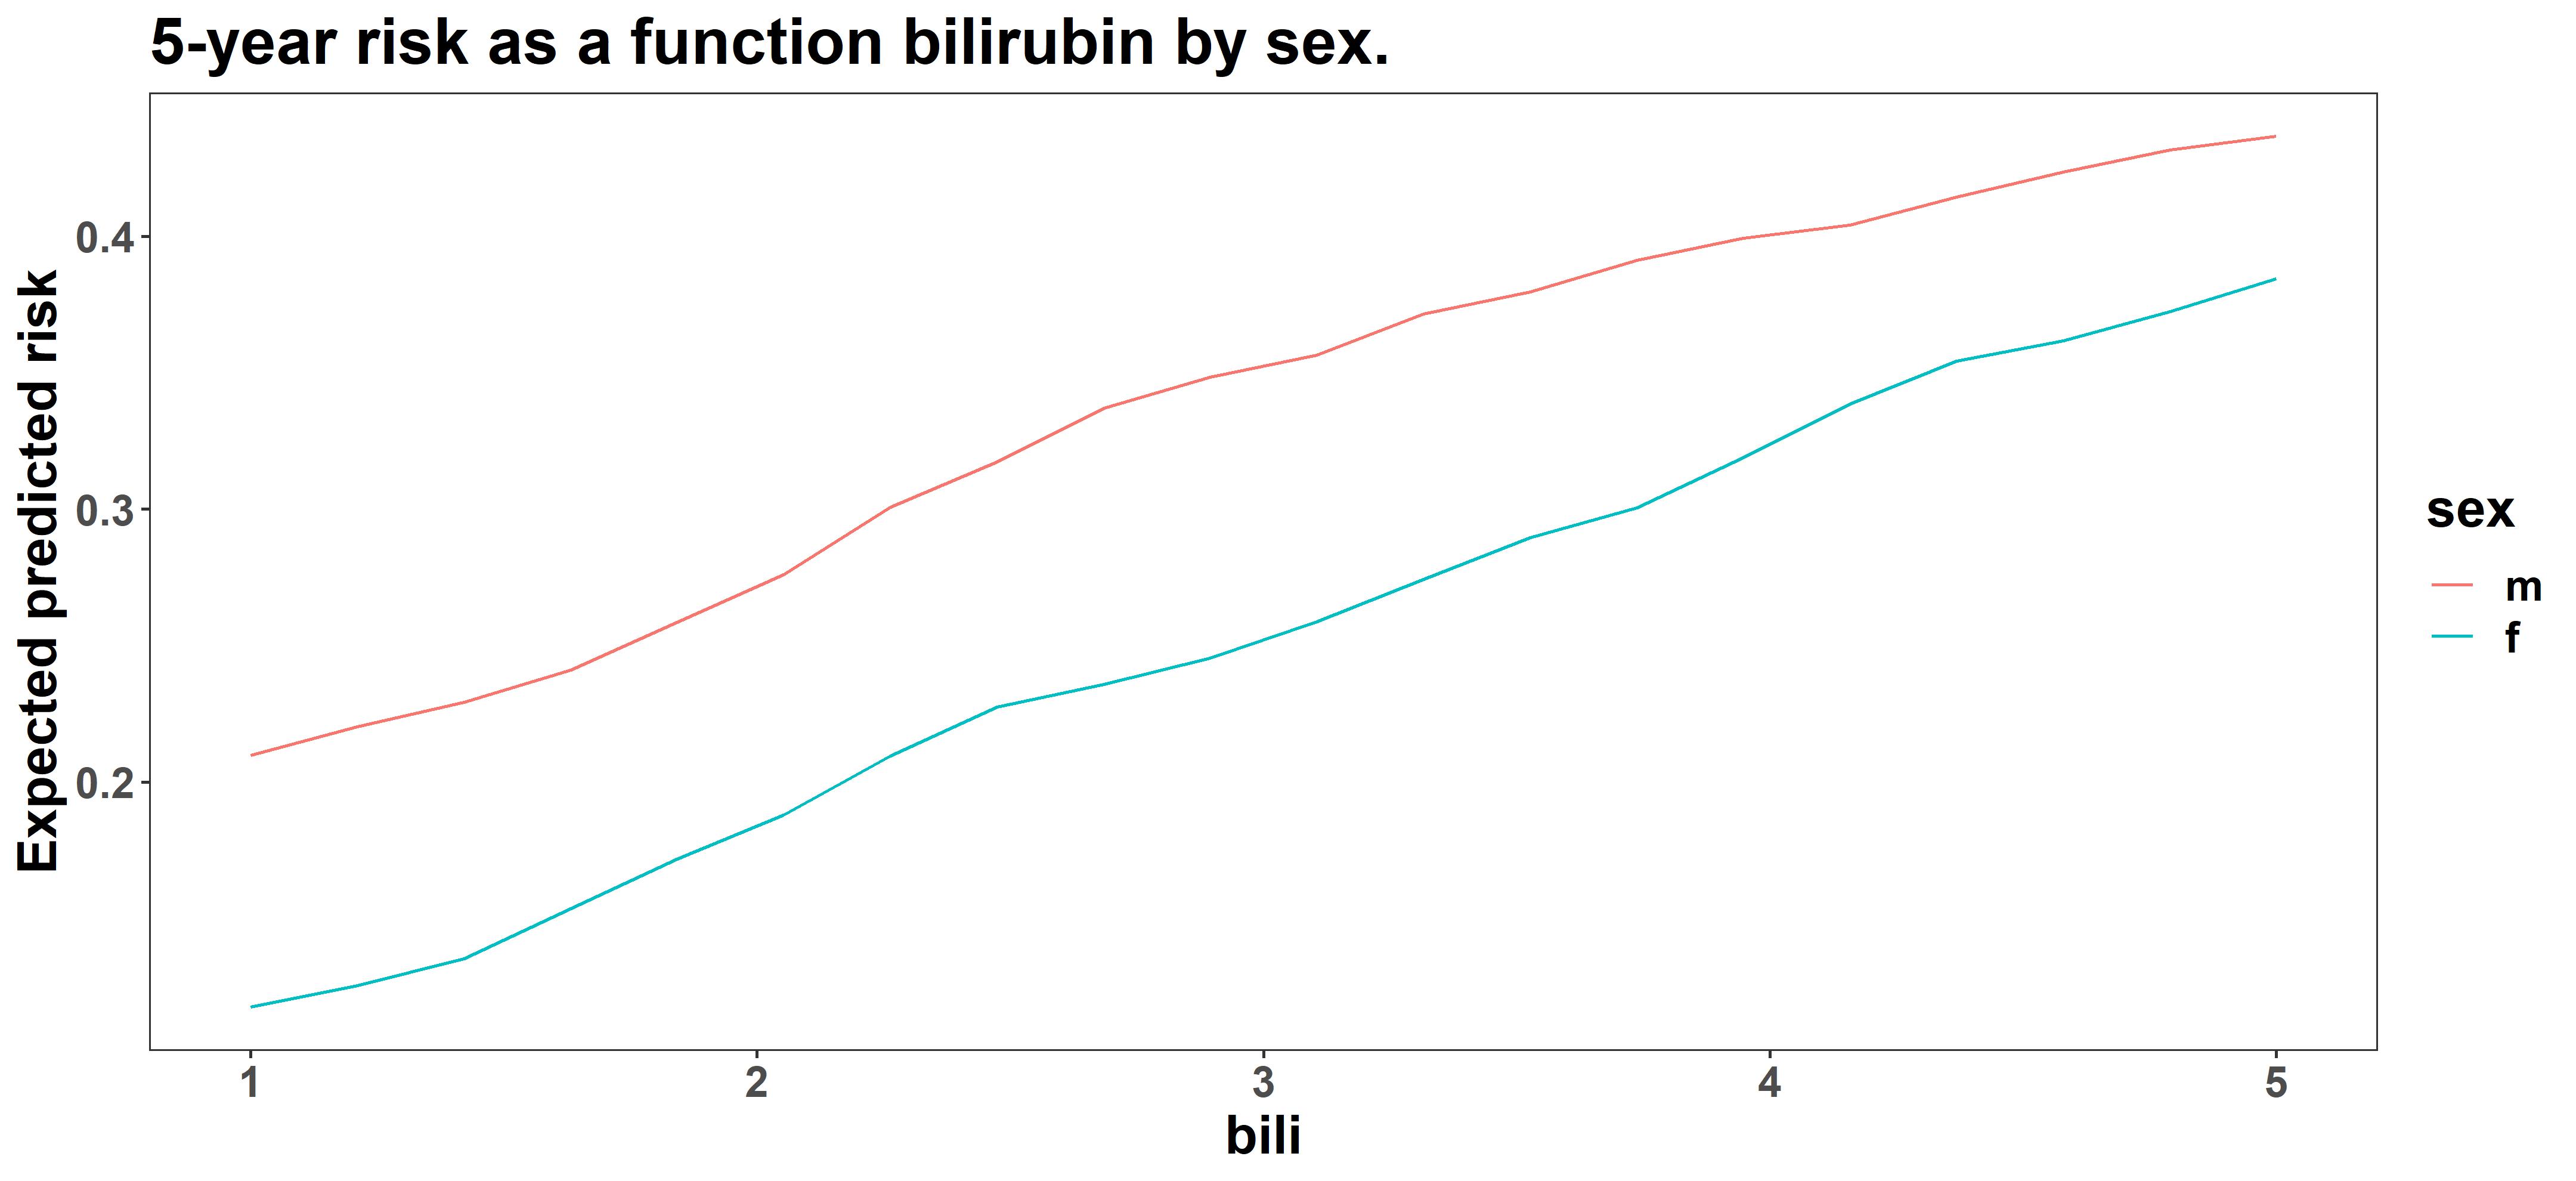 5-year risk as a function bilirubin by sex.
Expected predicted risk
0.4
0.3
0.2
1 2 3 4 5
bili
sex
m
f